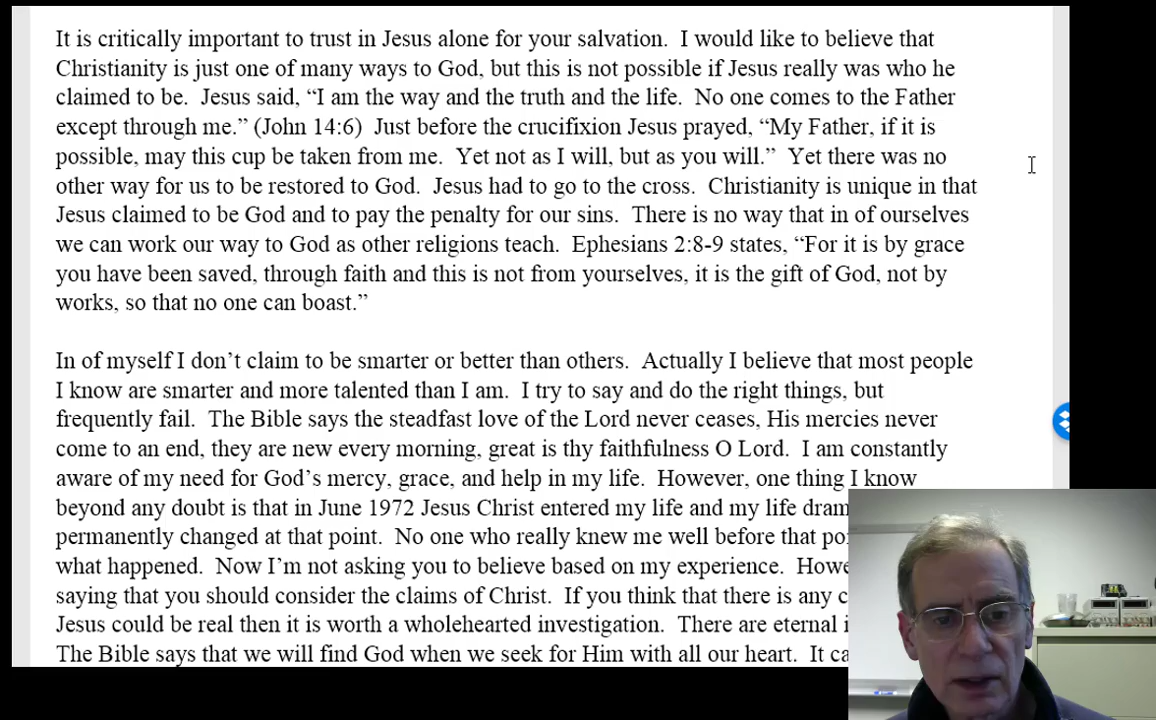 It is critically important to trust in Jesus alone for your salvation.  I would like to believe that
Christianity is just one of many ways to God, but this is not possible if Jesus really was who he
claimed to be.  Jesus said, “I am the way and the truth and the life.  No one comes to the Father
except through me.” (John 14:6)  Just before the crucifixion Jesus prayed, “My Father, if it is
possible, may this cup be taken from me.  Yet not as I will, but as you will.”  Yet there was no
other way for us to be restored to God.  Jesus had to go to the cross.  Christianity is unique in that
Jesus claimed to be God and to pay the penalty for our sins.  There is no way that in of ourselves
we can work our way to God as other religions teach.  Ephesians 2:8-9 states, “For it is by grace
you have been saved, through faith and this is not from yourselves, it is the gift of God, not by
works, so that no one can boast.”
In of myself I don’t claim to be smarter or better than others.  Actually I believe that most people
I know are smarter and more talented than I am.  I try to say and do the right things, but
frequently fail.  The Bible says the steadfast love of the Lord never ceases, His mercies never
come to an end, they are new every morning, great is thy faithfulness O Lord.  I am constantly
aware of my need for God’s mercy, grace, and help in my life.  However, one thing I know
beyond any doubt is that in June 1972 Jesus Christ entered my life and my life dram
permanently changed at that point.  No one who really knew me well before that po
what happened.  Now I’m not asking you to believe based on my experience.  Howe
saying that you should consider the claims of Christ.  If you think that there is any c
Jesus could be real then it is worth a wholehearted investigation.  There are eternal i
The Bible says that we will find God when we seek for Him with all our heart.  It ca